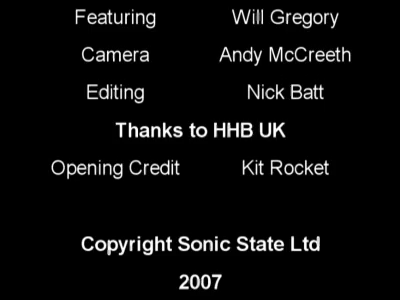 Featuring Will Gregory
Camera Andy McCreeth
Editing Nick Batt
Thanks to HHB UK
Opening Credit Kit Rocket
Copyright Sonic State Ltd
2007